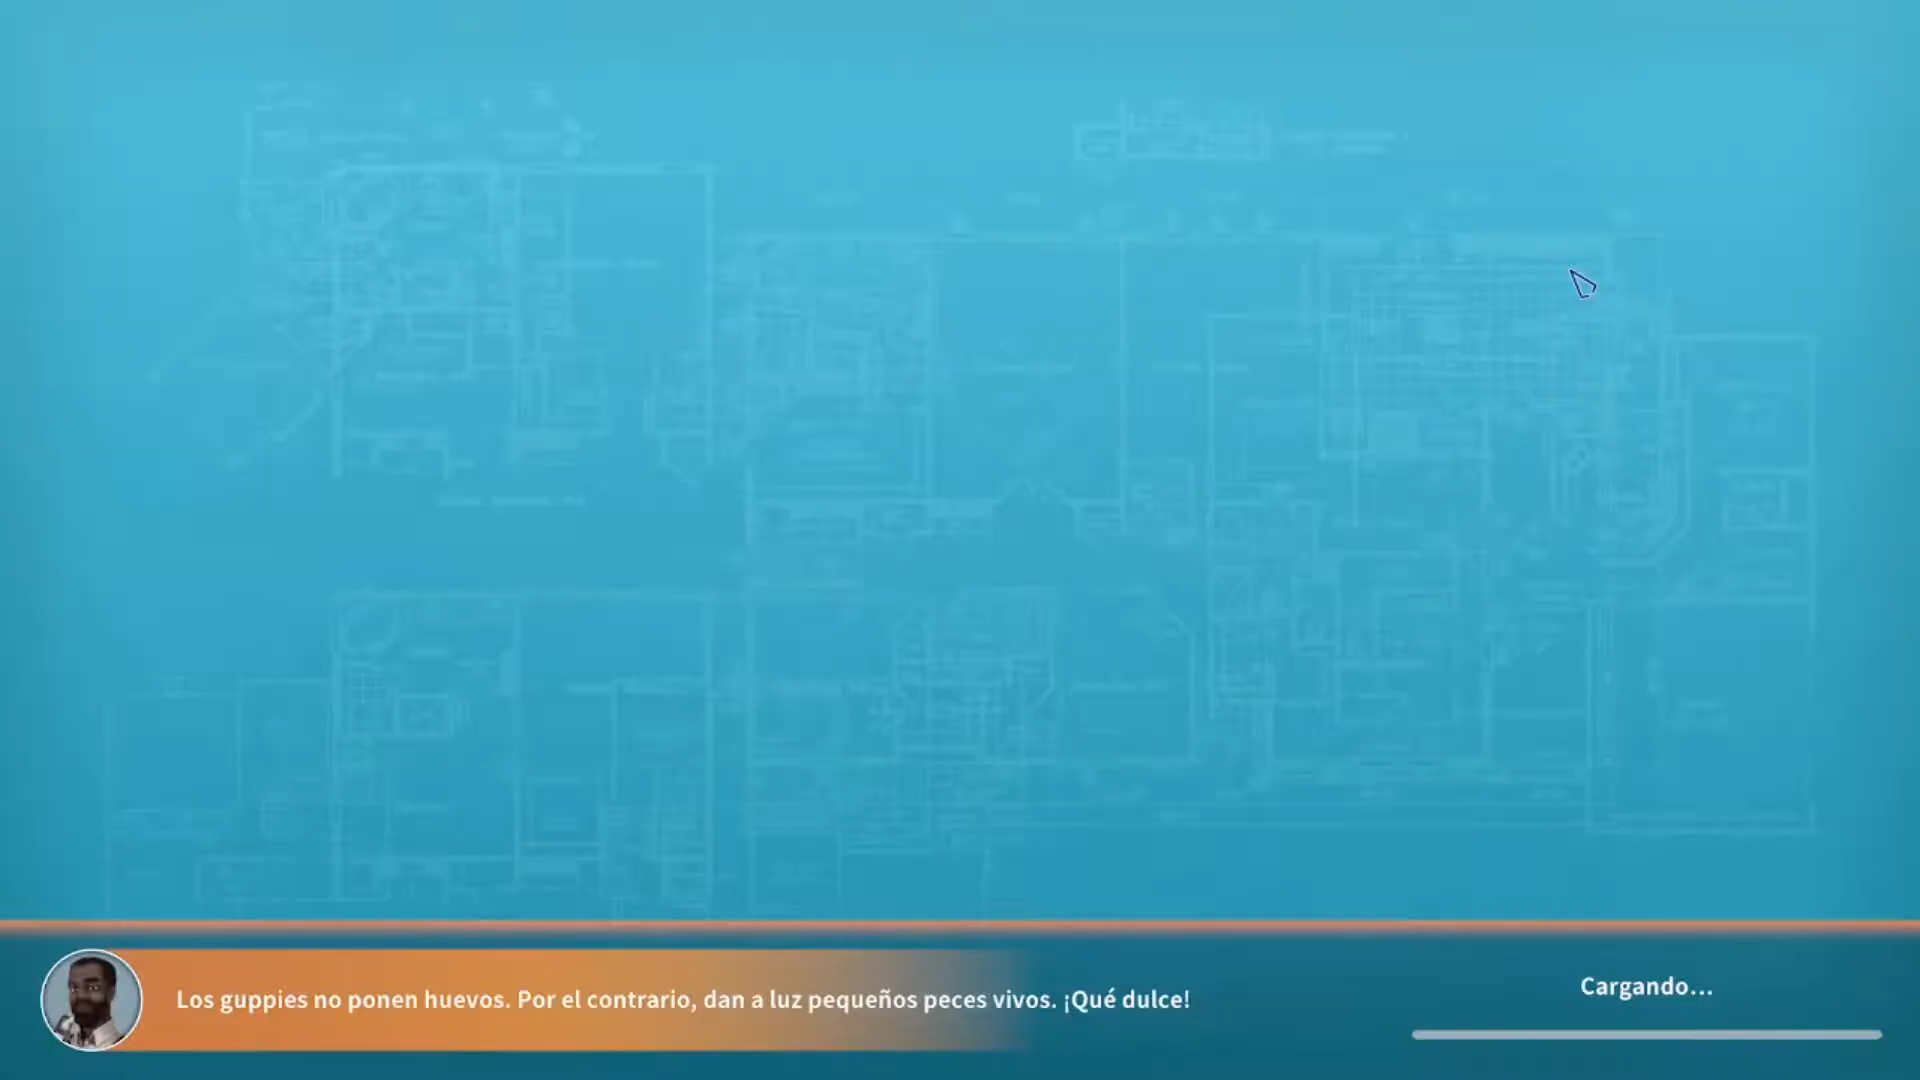 Los guppies no ponen huevos. Por el contrario, dan a luz pequeños peces vivos. ¡Qué dulce!
Cargando...